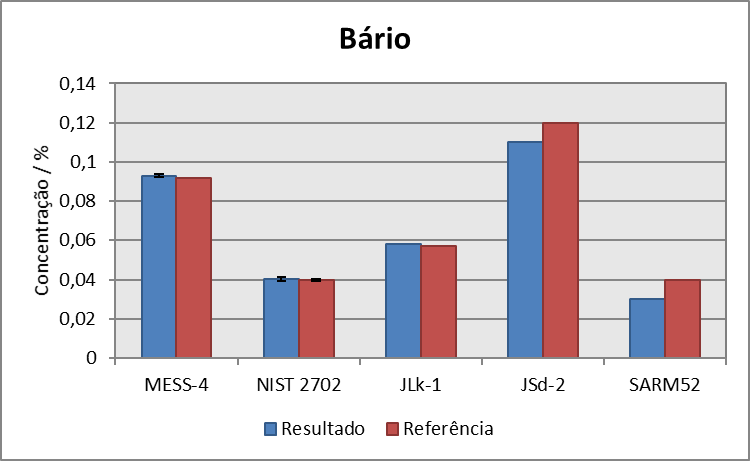 Bário
Concentração / %
0,14
0,12
0,1
0,08
0,06
0,04
0,02
0
MESS-4 NIST 2702 JLk-1 JSd-2 SARM52
Resultado Referência